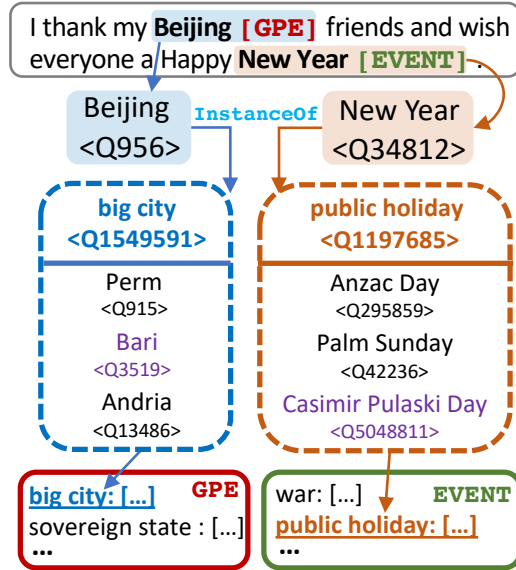 I thank my Beijing [GPE] friends and wish
everyone a Happy New Year [EVENT] .
Beijing
<Q956>
InstanceOf
New Year
<Q34812>
big city
<Q1549591>
Perm
<Q915>
Bari
<Q3519>
Andria
<Q13486>
public holiday
<Q1197685>
Anzac Day
<Q295859>
Palm Sunday
<Q42236>
Casimir Pulaski Day
<Q5048811>
big city: […] GPE
sovereign state : […]
...
war: […] EVENT
public holiday: […]
...